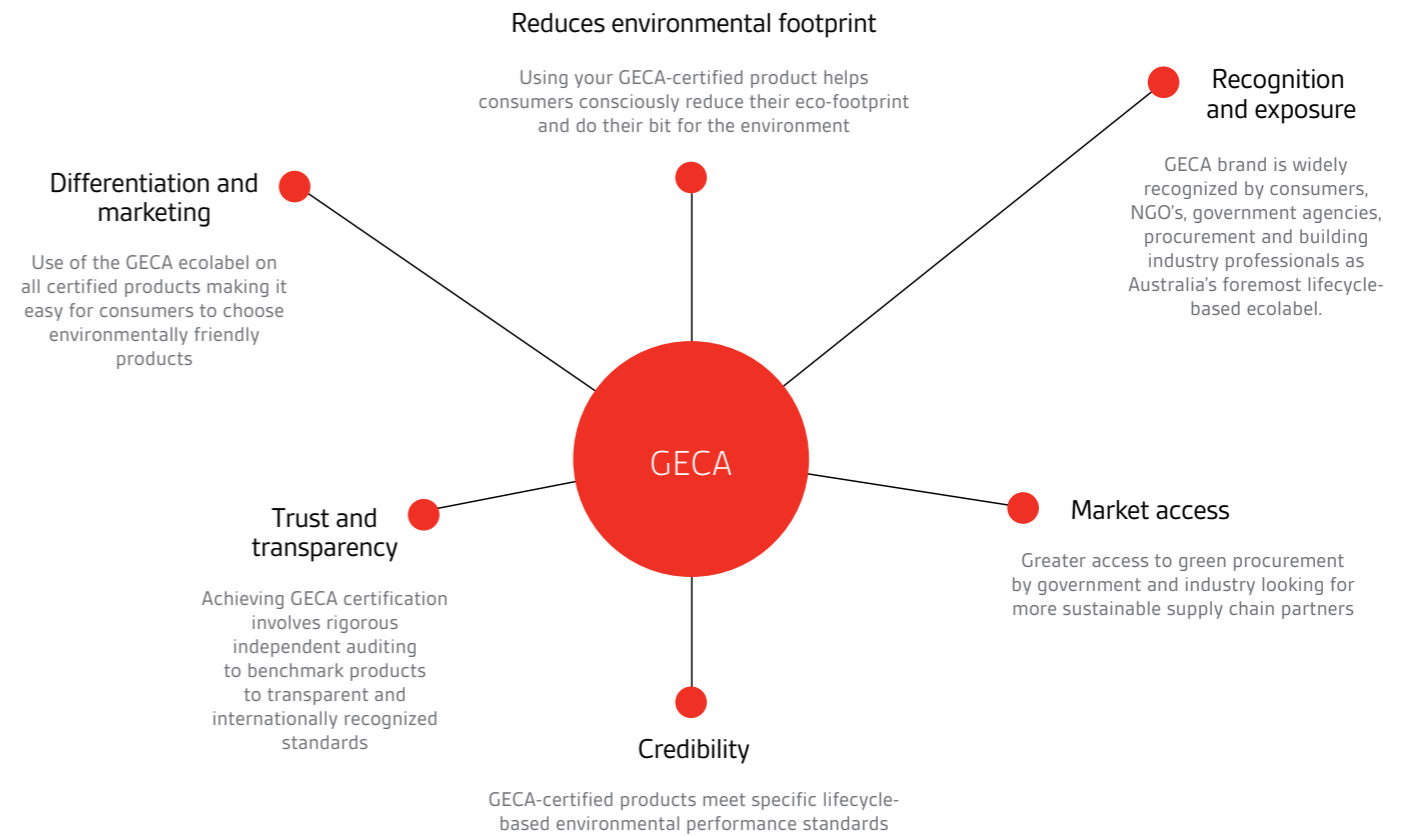 Reduces environmental footprint
Using your GECA-certified product helps
consumers consciously reduce their eco-footprint
and do their bit for the environment
Recognition
and exposure
GECA brand is widely
recognized by consumers,
NGO's, government agencies,
procurement and building
industry professionals as
Australia's foremost lifecycle-
based ecolabel.
Differentiation and
marketing
Use of the GECA ecolabel on
all certified products making it
easy for consumers to choose
environmentally friendly
products
GECA
Trust and
transparency
Achieving GECA certification
involves rigorous
independent auditing
to benchmark products
to transparent and
internationally recognized
standards
Market access
Greater access to green procurement
by government and industry looking for
more sustainable supply chain partners
Credibility
GECA-certified products meet specific lifecycle-
based environmental performance standards